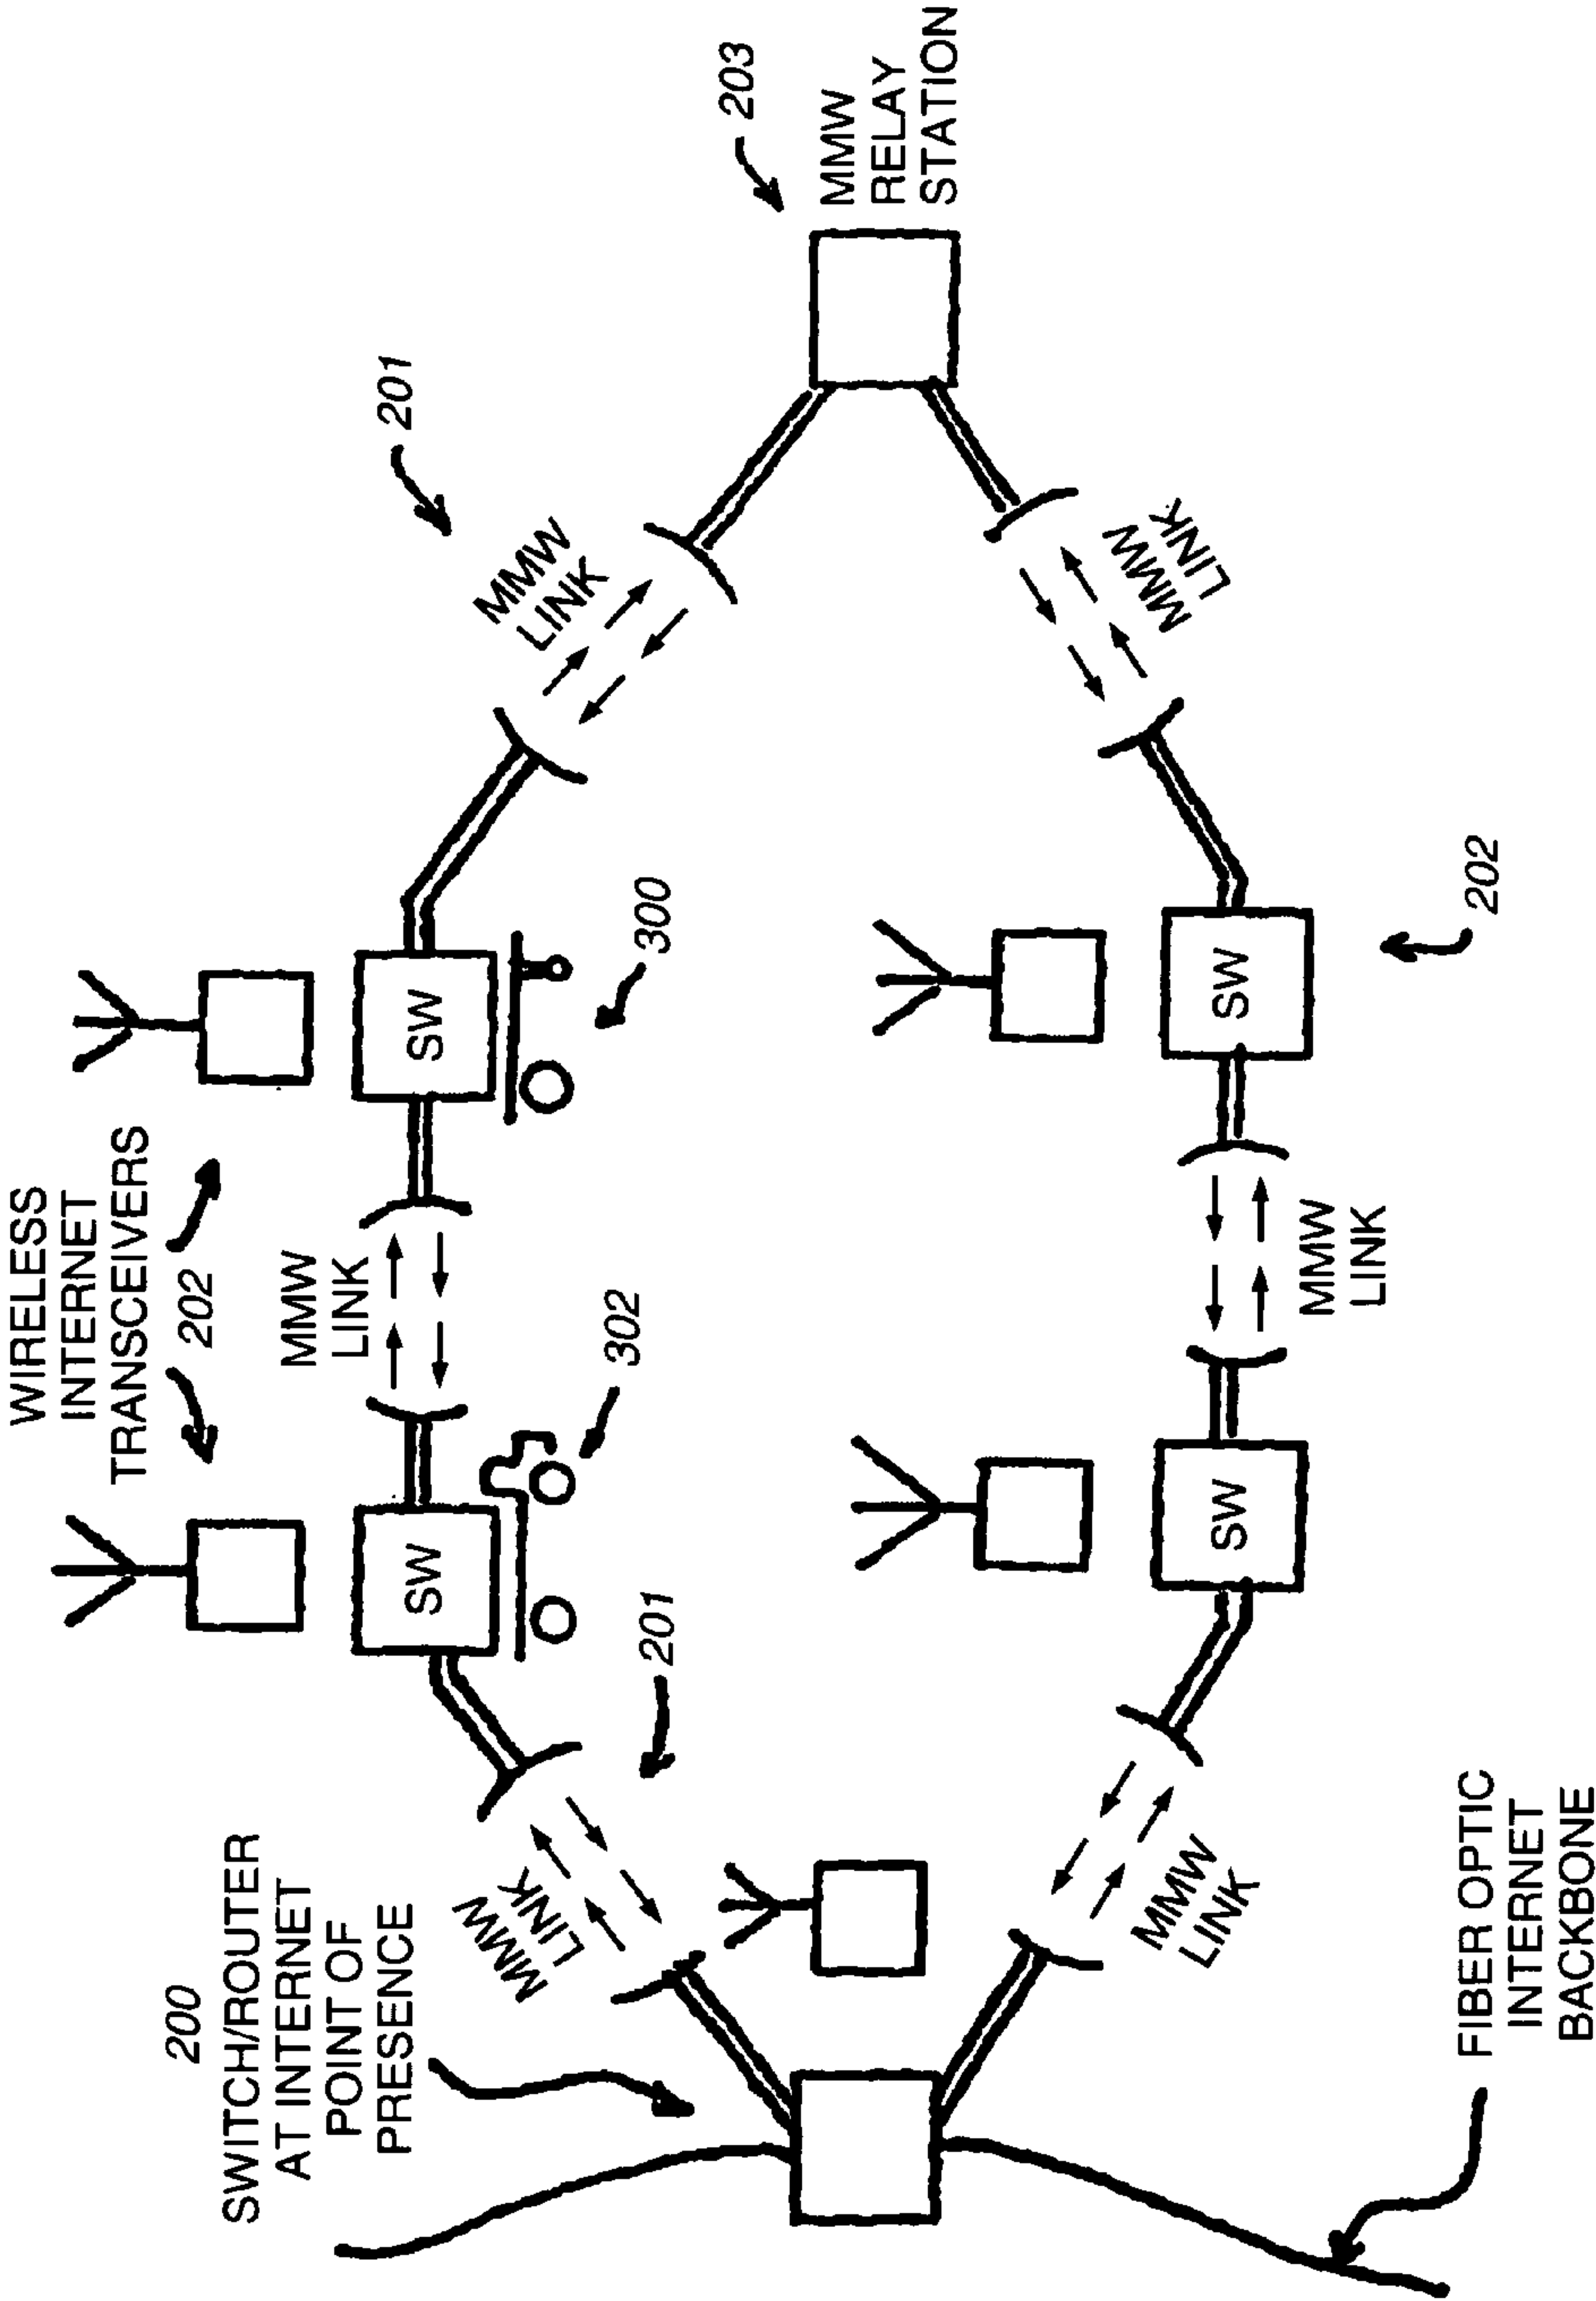 WIRELESS
INTERNET
TRANSCEIVERS
202
200
SWITCH/ROUTER
AT INTERNET
POINT OF
PRESENCE
MMW
LINK
201
SW
302
MMW
LINK
SW
300
MMW
LINK
201
203
MMW
RELAY
STATION
MMW
LINK
SW
MMW
LINK
SW
202
MMW
LINK
FIBER OPTIC
INTERNET
BACKBONE